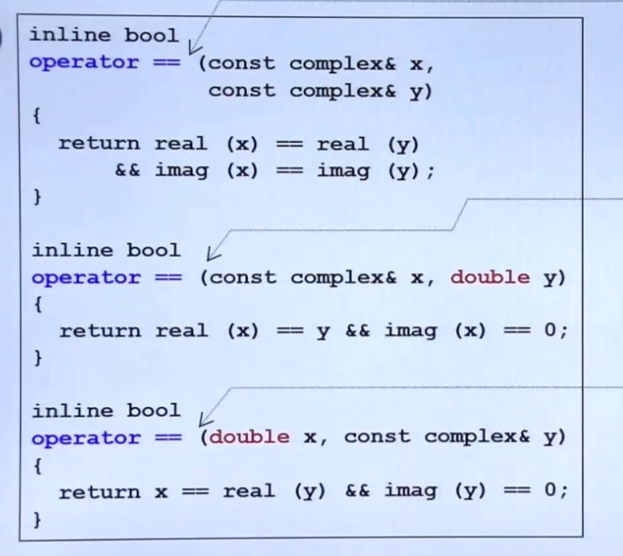 inline bool
operator == (const complex& x,
             const complex& y)
{
  return real (x) == real (y)
      && imag (x) == imag (y);
}
inline bool
operator == (const complex& x, double y)
{
  return real (x) == y && imag (x) == 0;
}
inline bool
operator == (double x, const complex& y)
{
  return x == real (y) && imag (y) == 0;
}